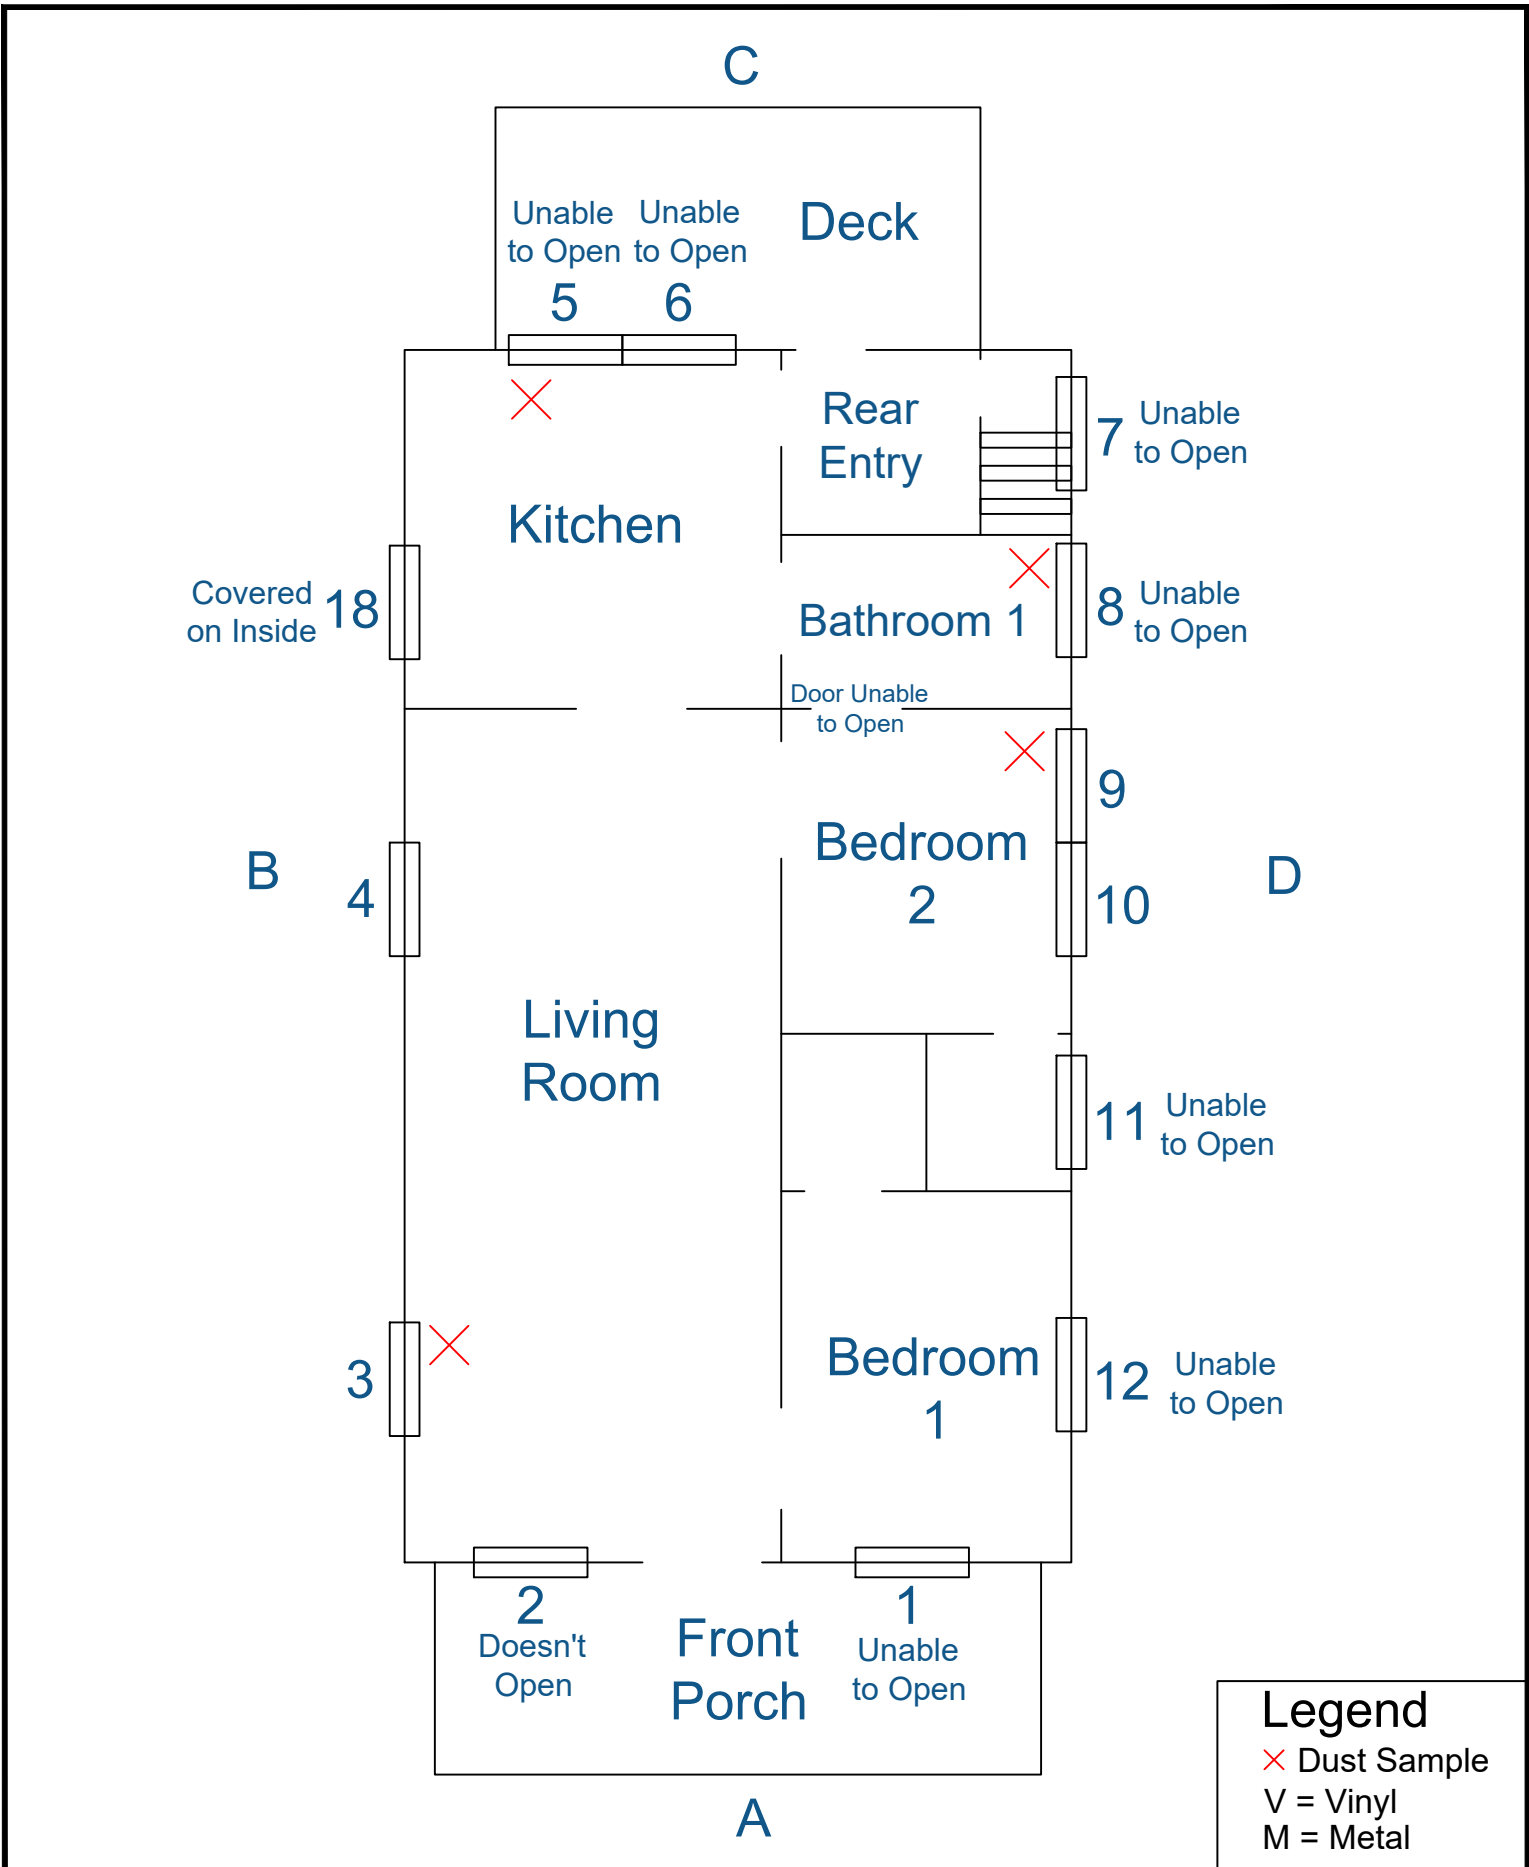 C
Unable
to Open
5
Unable
to Open
6
Deck
Rear
Entry
7
Unable
to Open
Kitchen
Covered
on Inside
18
Bathroom 1
8
Unable
to Open
Door Unable
to Open
9
Bedroom
2
B
4
10
D
Living
Room
11
Unable
to Open
3
Bedroom
1
12
Unable
to Open
2
Doesn't
Open
Front
Porch
1
Unable
to Open
A
Legend
Dust Sample
V = Vinyl
M = Metal